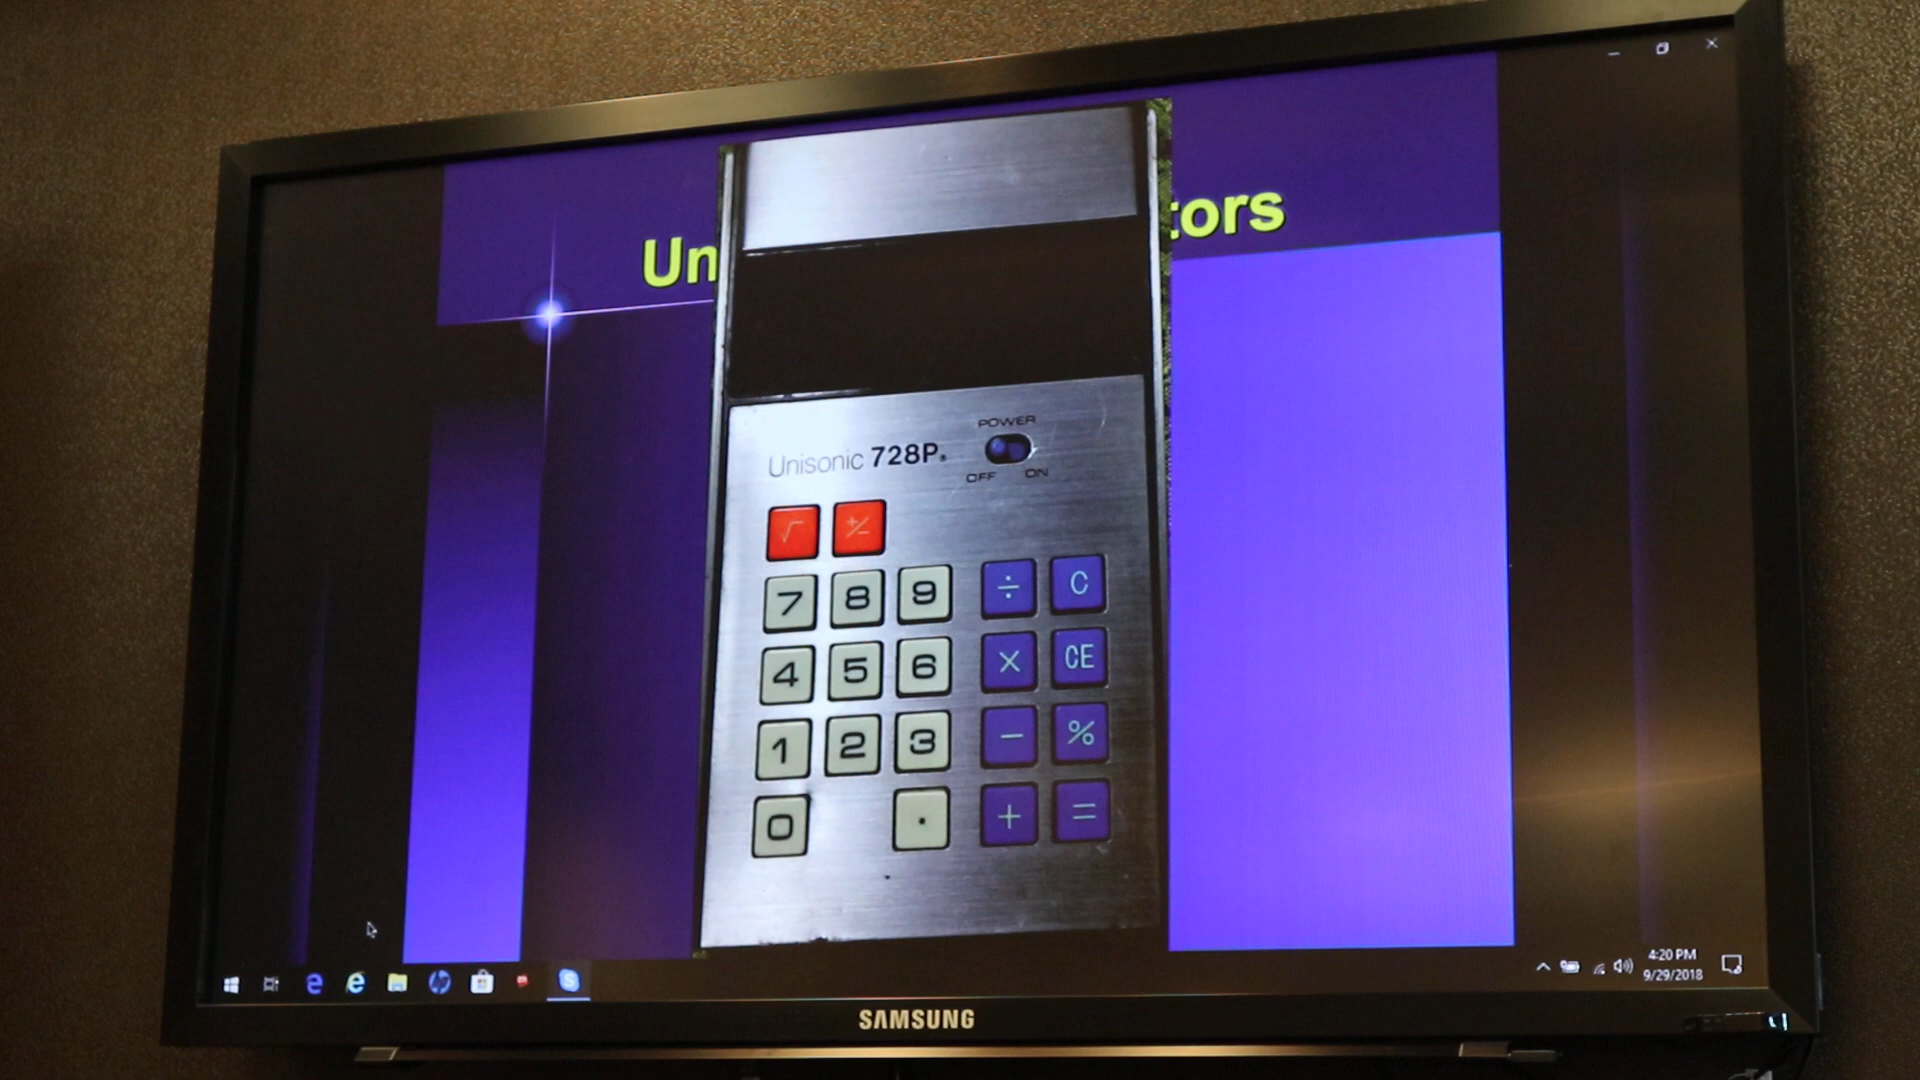 Un
tors
POWER
Unisonic 728P
OFF ON
√ +/-
7 8 9 ÷ C
4 5 6 × CE
1 2 3 − %
0 . + =
4:20 PM
9/29/2018
SAMSUNG